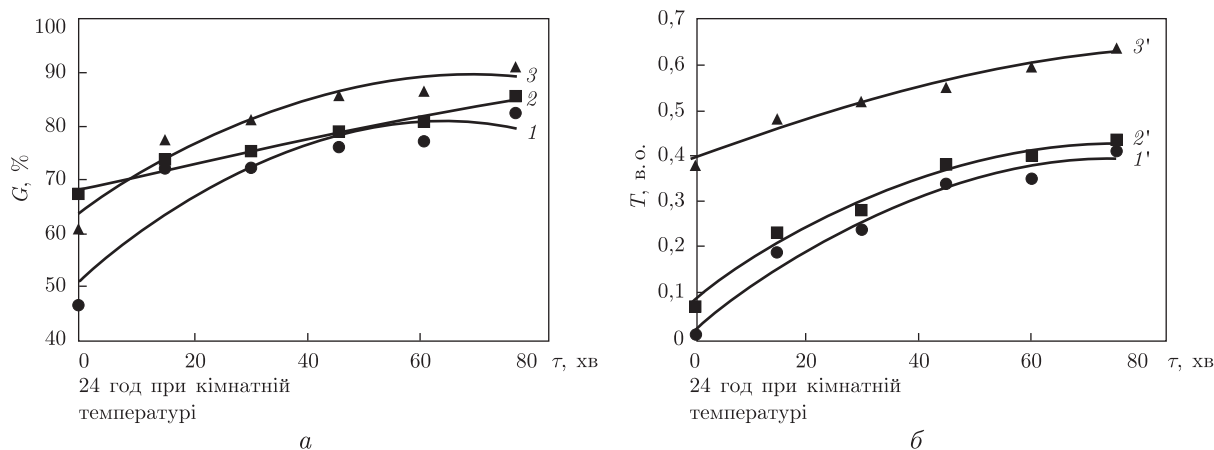 100
90
80
70
60
50
40
G, %
3
2
1
0 20 40 60 80 τ, хв
24 год при кімнатній
температурі
а
0,7
0,6
0,5
0,4
0,3
0,2
0,1
0
T, в. о.
3'
2'
1'
0 20 40 60 80 τ, хв
24 год при кімнатній
температурі
б